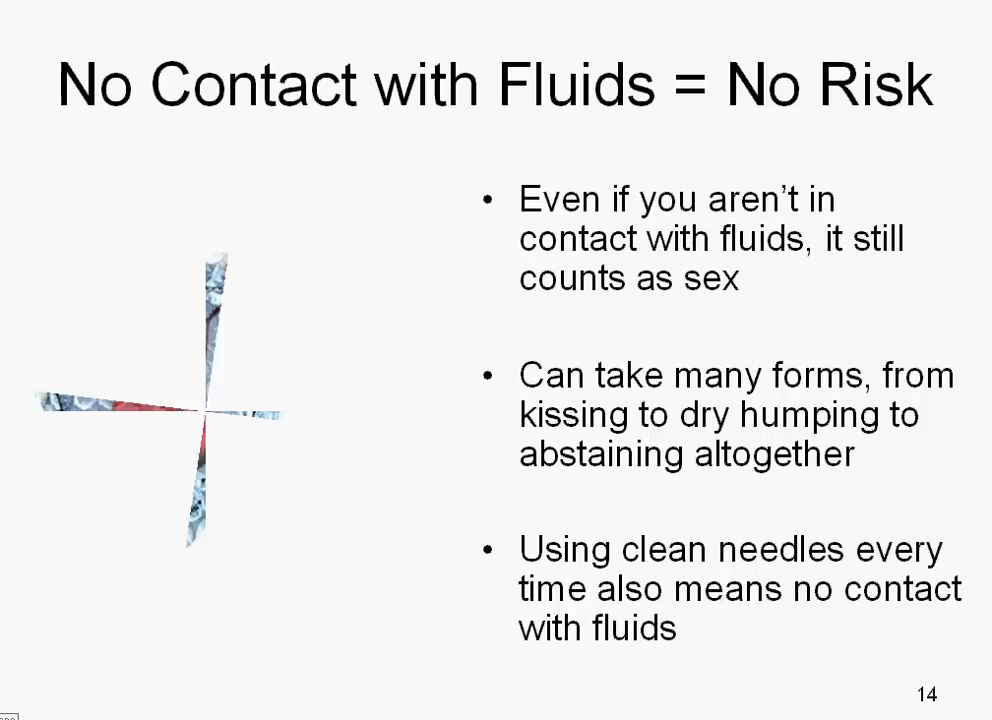 No Contact with Fluids = No Risk
• Even if you aren't in
contact with fluids, it still
counts as sex
• Can take many forms, from
kissing to dry humping to
abstaining altogether
• Using clean needles every
time also means no contact
with fluids
14